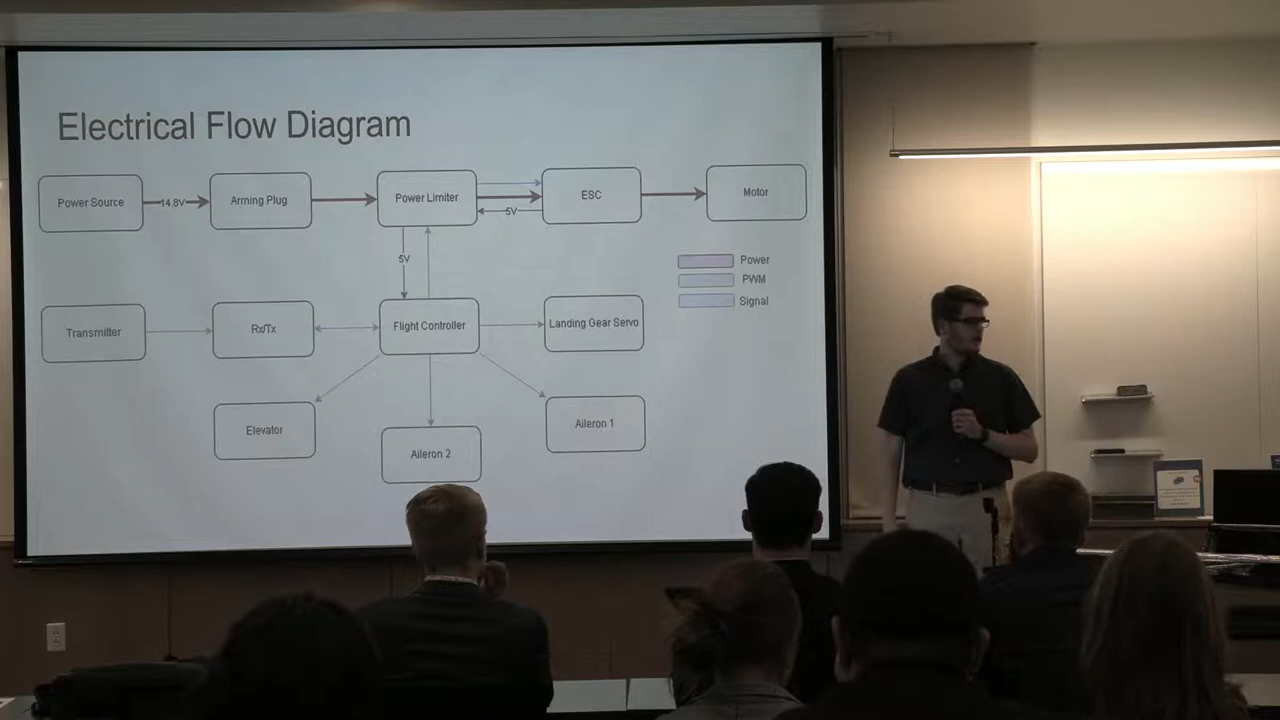 Electrical Flow Diagram
Power Source
14.8V
Arming Plug
Power Limiter
5V
ESC
Motor
5V
Power
PWM
Signal
Transmitter
Rx/Tx
Flight Controller
Landing Gear Servo
Elevator
Aileron 2
Aileron 1